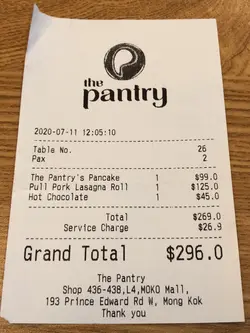 the
pantry
2020-07-11 12:05:10
Table No. 26
Pax 2
The Pantry's Pancake 1 $99.0
Pull Pork Lasagna Roll 1 $125.0
Hot Chocolate 1 $45.0
Total $269.0
Service Charge $26.9
Grand Total $296.0
The Pantry
Shop 436-438,L4,MOKO Mall,
193 Prince Edward Rd W, Mong Kok
Thank you